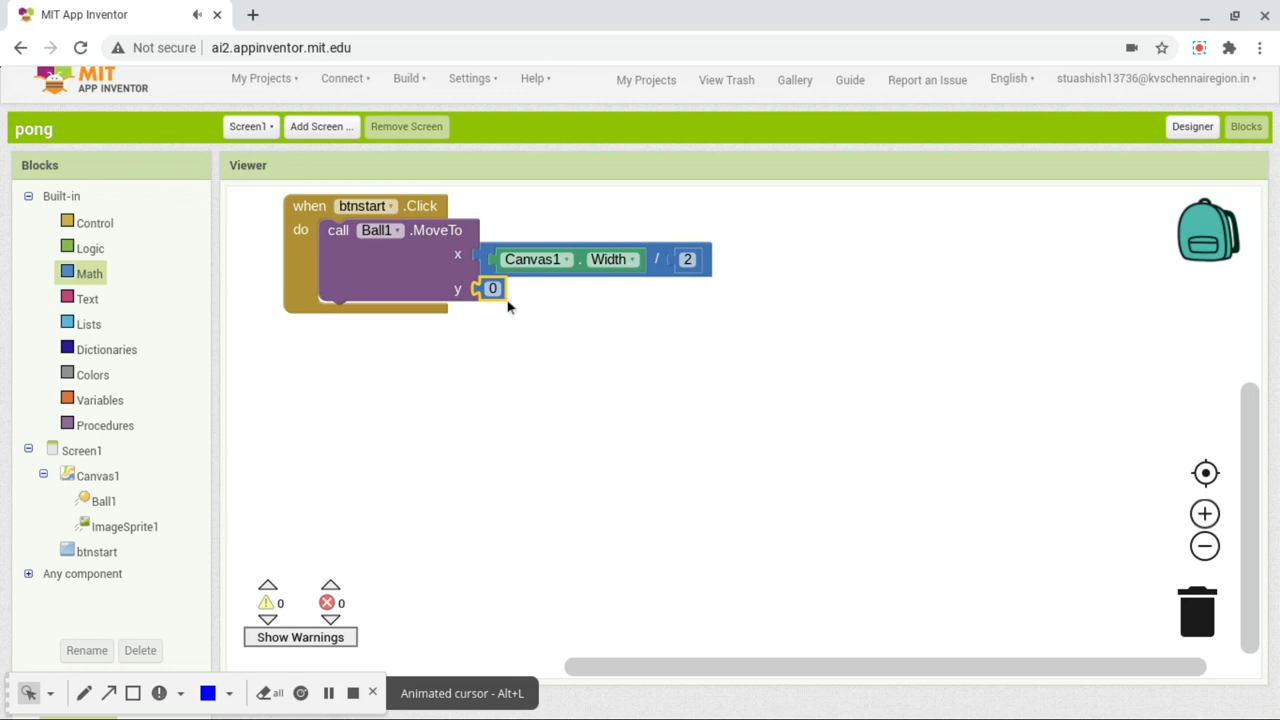 MIT App Inventor
Not secure
ai2.appinventor.mit.edu
MIT
APP INVENTOR
My Projects Connect Build Settings Help My Projects View Trash Gallery Guide Report an Issue English stuashish13736@kvschennairegion.in
pong
Screen1 Add Screen ... Remove Screen Designer Blocks
Blocks
Viewer
Built-in
Control
Logic
Math
Text
Lists
Dictionaries
Colors
Variables
Procedures
Screen1
Canvas1
Ball1
ImageSprite1
btnstart
Any component
Rename Delete
when btnstart .Click
do call Ball1 .MoveTo
x Canvas1 . Width / 2
y 0
0 0
Show Warnings
all
Animated cursor - Alt+L